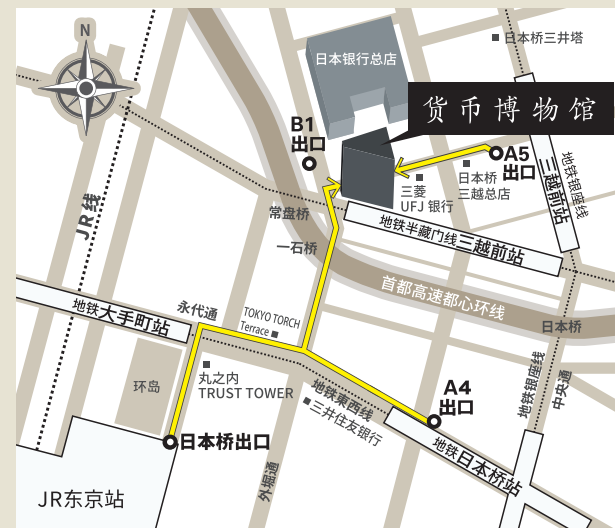 N
日本银行总店
日本桥三井塔
货币博物馆
B1
出口
A5
出口
地铁银座线
三越前站
三菱
UFJ 银行
日本桥
三越总店
JR线
常盘桥
地铁半藏门线三越前站
一石桥
首都高速都心环线
地铁大手町站
永代通
TOKYO TORCH
Terrace
日本桥
环岛
丸之内
TRUST TOWER
地铁東西线
三井住友银行
A4
出口
地铁银座线
中央通
日本桥出口
地铁日本桥站
外堀通
JR东京站